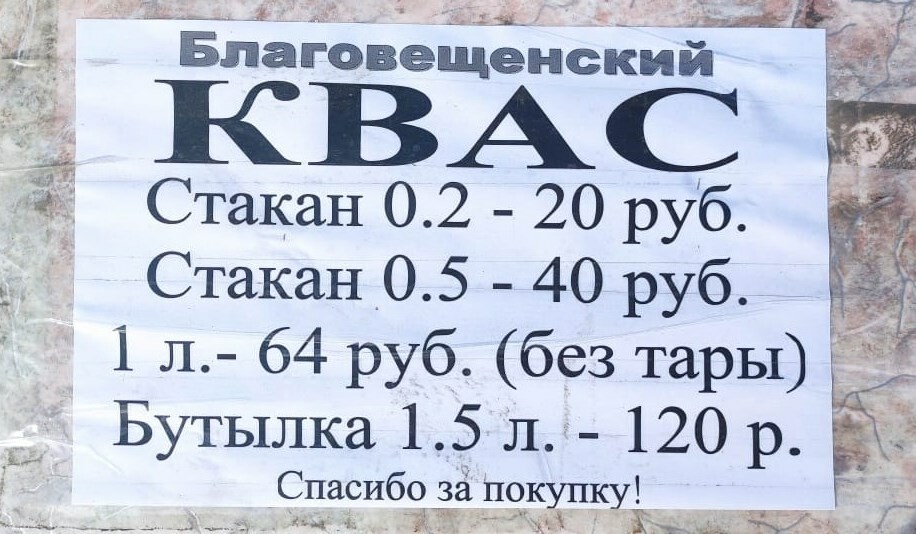 Благовещенский
КВАС
Стакан 0.2 - 20 руб.
Стакан 0.5 - 40 руб.
1 л.- 64 руб. (без тары)
Бутылка 1.5 л. - 120 р.
Спасибо за покупку!